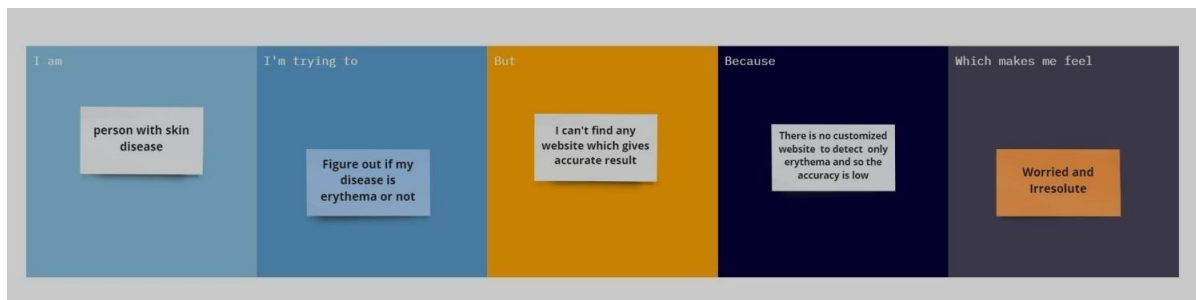 I am
person with skin
disease
I'm trying to
Figure out if my
disease is
erythema or not
But
I can't find any
website which gives
accurate result
Because
There is no customized
website to detect only
erythema and so the
accuracy is low
Which makes me feel
Worried and
Irresolute